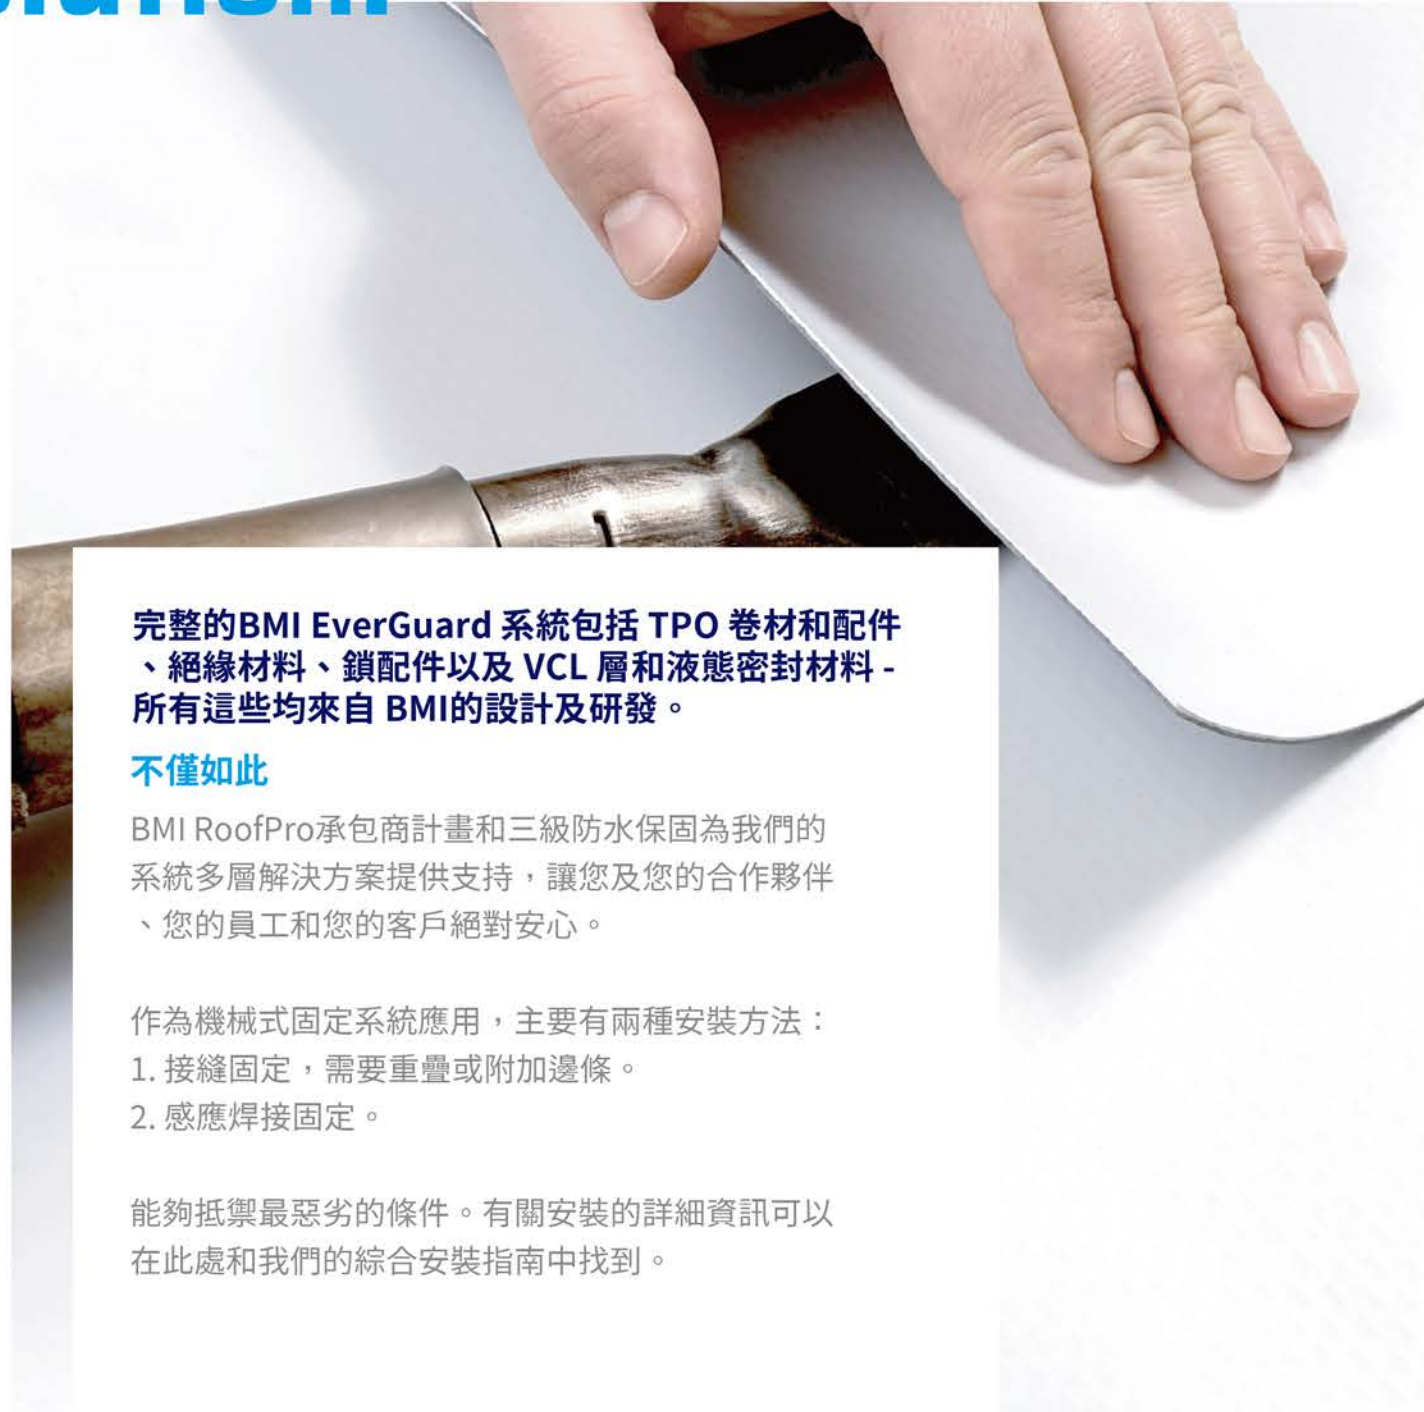 完整的BMI EverGuard 系統包括 TPO 卷材和配件
、絕緣材料、鎖配件以及 VCL 層和液態密封材料 -
所有這些均來自 BMI的設計及研發。
不僅如此
BMI RoofPro承包商計畫和三級防水保固為我們的
系統多層解決方案提供支持，讓您及您的合作夥伴
、您的員工和您的客戶絕對安心。
作為機械式固定系統應用，主要有兩種安裝方法：
1. 接縫固定，需要重疊或附加邊條。
2. 感應焊接固定。
能夠抵禦最惡劣的條件。有關安裝的詳細資訊可以
在此處和我們的綜合安裝指南中找到。